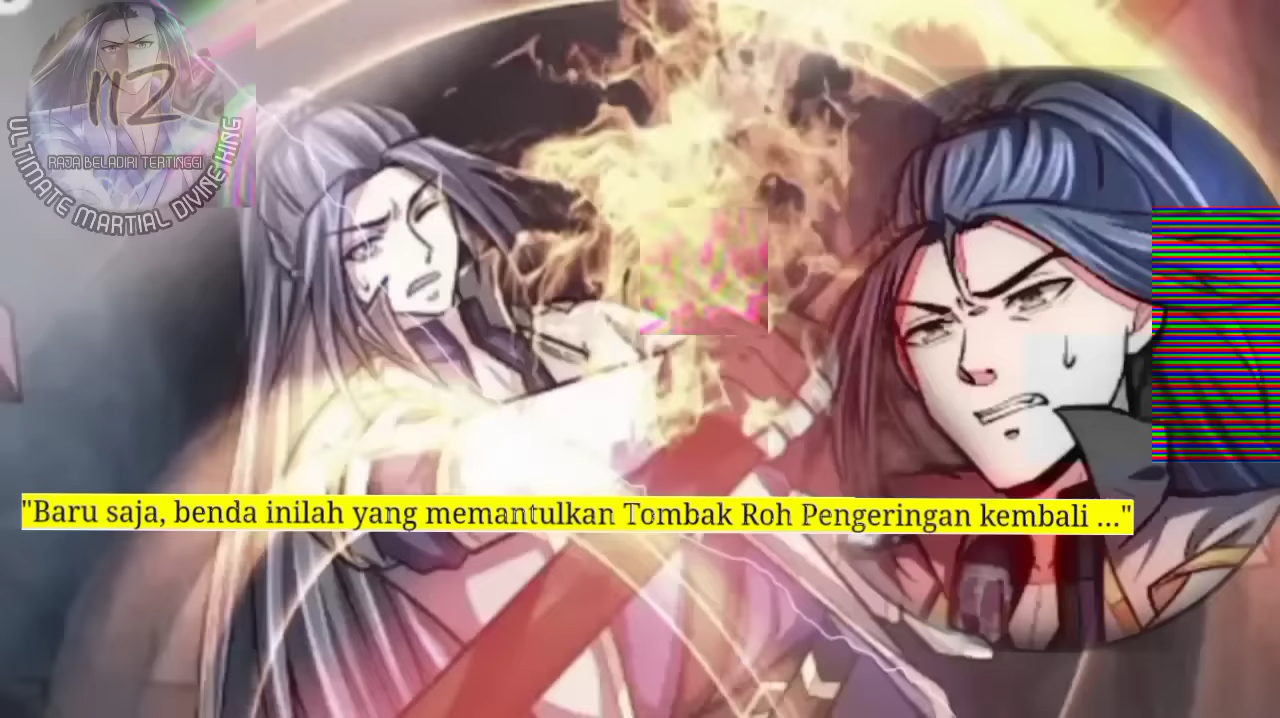 112
RAJA BELADIRI TERTINGGI
ULTIMATE MARTIAL DIVINE KING
"Baru saja, benda inilah yang memantulkan Tombak Roh Pengeringan kembali ..."